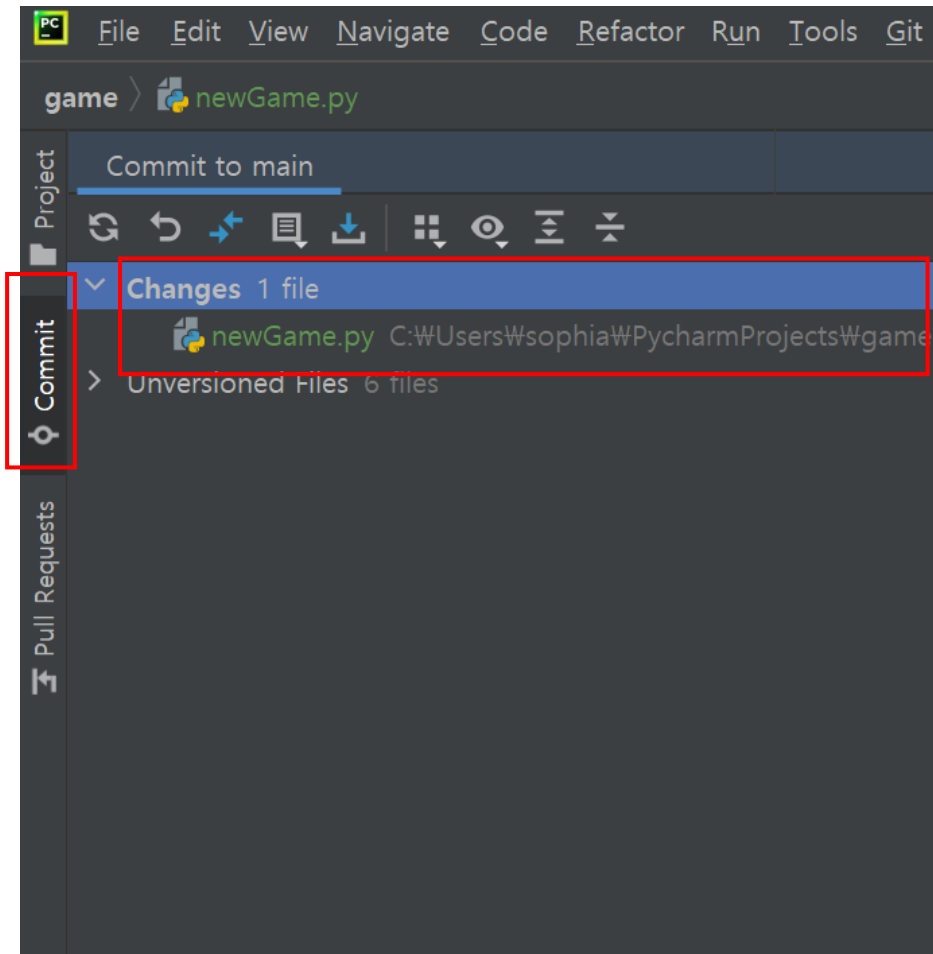 PC File Edit View Navigate Code Refactor Run Tools Git
game newGame.py
Project
Commit to main
Changes 1 file
newGame.py C:₩Users₩sophia₩PycharmProjects₩game
Commit
Unversioned Files 6 files
Pull Requests